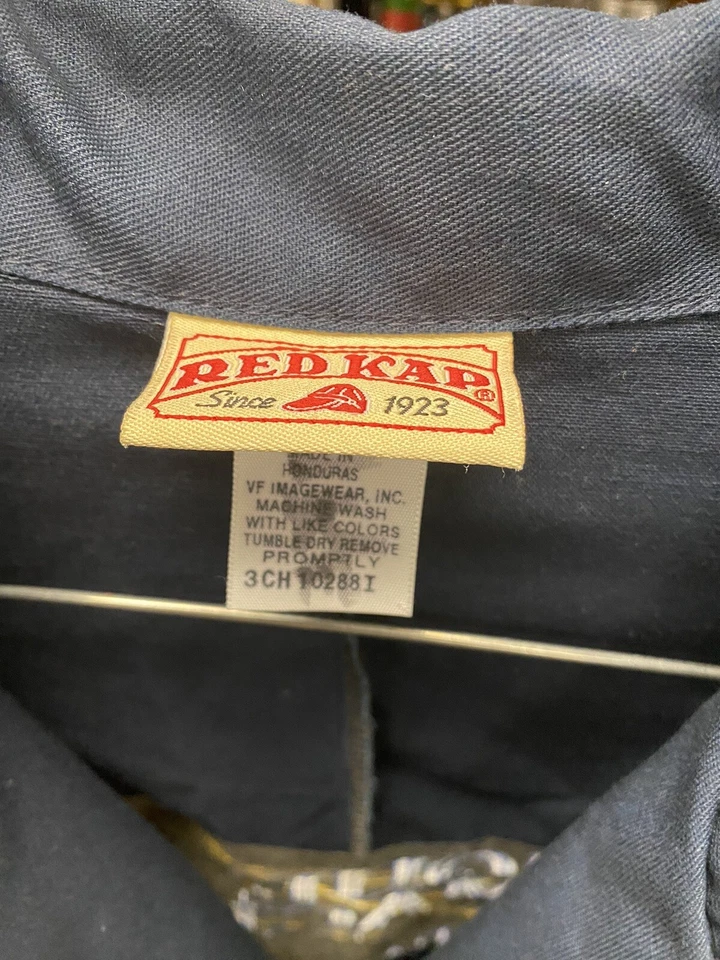 RED KAP®
Since 1923
MADE IN
HONDURAS
VF IMAGEWEAR, INC.
MACHINE WASH
WITH LIKE COLORS
TUMBLE DRY REMOVE
PROMPTLY
3CH 10288I